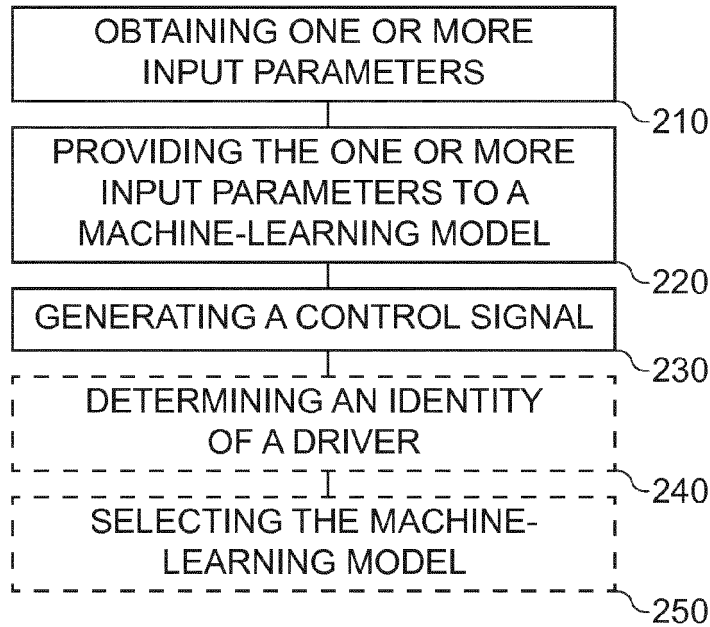 OBTAINING ONE OR MORE
INPUT PARAMETERS
210
PROVIDING THE ONE OR MORE
INPUT PARAMETERS TO A
MACHINE-LEARNING MODEL
220
GENERATING A CONTROL SIGNAL
230
DETERMINING AN IDENTITY
OF A DRIVER
240
SELECTING THE MACHINE-
LEARNING MODEL
250